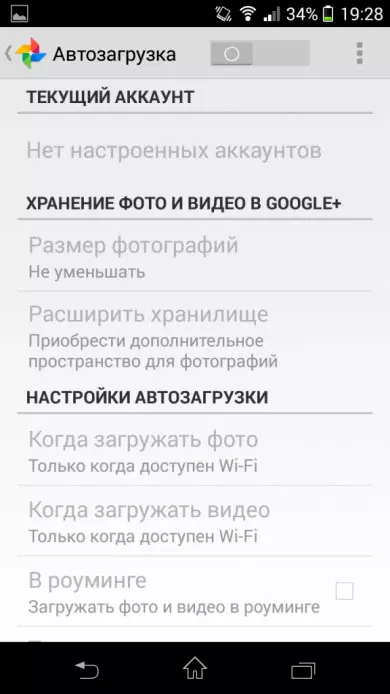 34% 19:28
Автозагрузка
ТЕКУЩИЙ АККАУНТ
Нет настроенных аккаунтов
ХРАНЕНИЕ ФОТО И ВИДЕО В GOOGLE+
Размер фотографий
Не уменьшать
Расширить хранилище
Приобрести дополнительное
пространство для фотографий
НАСТРОЙКИ АВТОЗАГРУЗКИ
Когда загружать фото
Только когда доступен Wi-Fi
Когда загружать видео
Только когда доступен Wi-Fi
В роуминге
Загружать фото и видео в роуминге